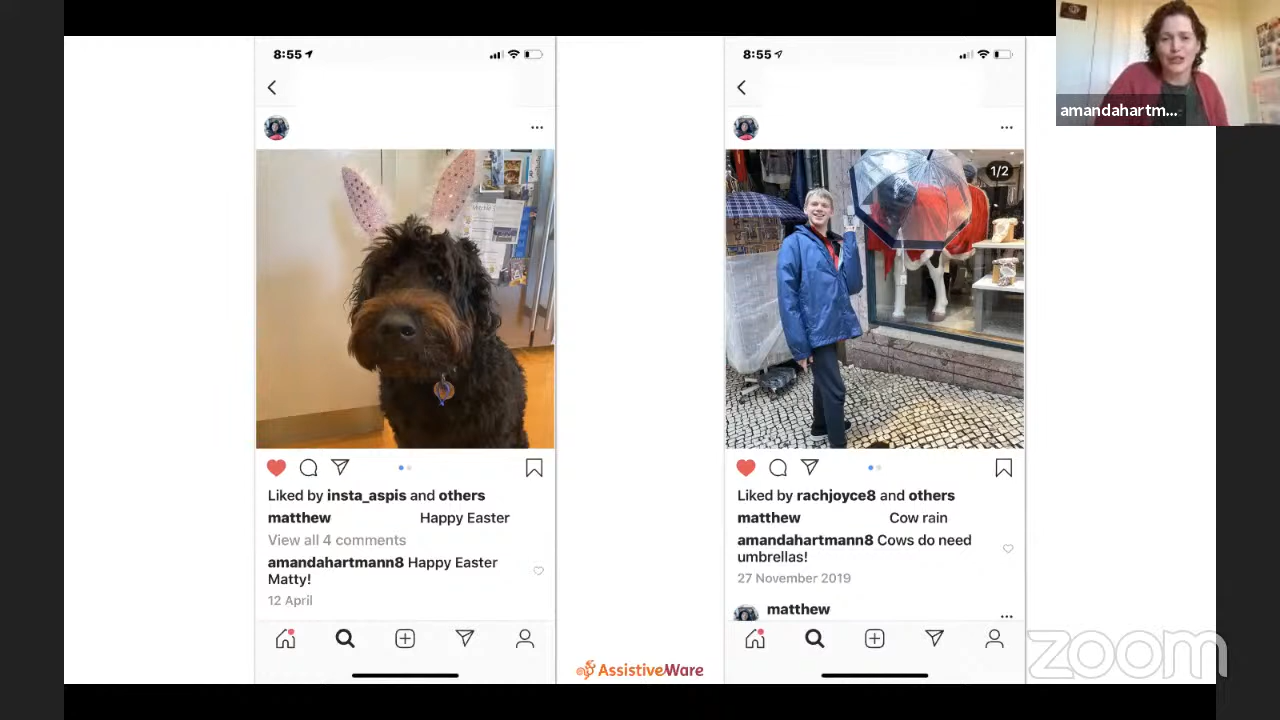 8:55
Liked by insta_aspis and others
matthew Happy Easter
View all 4 comments
amandahartmann8 Happy Easter
Matty!
12 April
8:55
1/2
Liked by rachjoyce8 and others
matthew Cow rain
amandahartmann8 Cows do need
umbrellas!
27 November 2019
matthew
AssistiveWare
amandahartm...
zoom